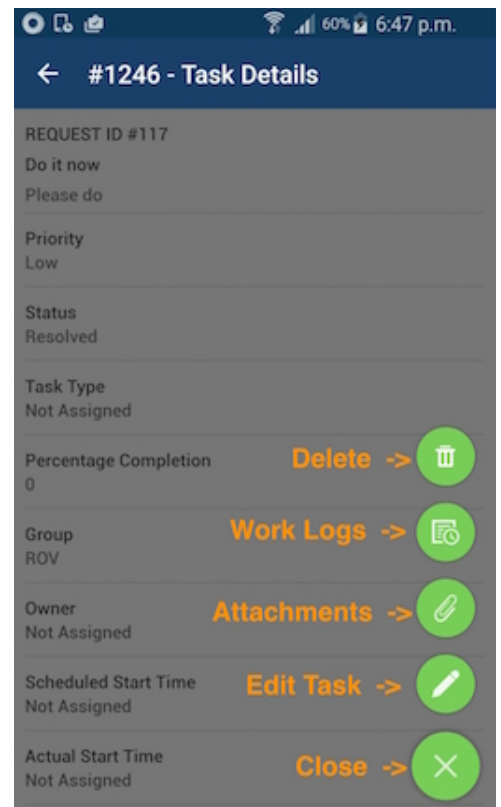 60% 6:47 p.m.
#1246 - Task Details
REQUEST ID #117
Do it now
Please do
Priority
Low
Status
Resolved
Task Type
Not Assigned
Percentage Completion
0
Delete ->
Group
ROV
Work Logs ->
Owner
Not Assigned
Attachments ->
Scheduled Start Time
Not Assigned
Edit Task ->
Actual Start Time
Not Assigned
Close ->